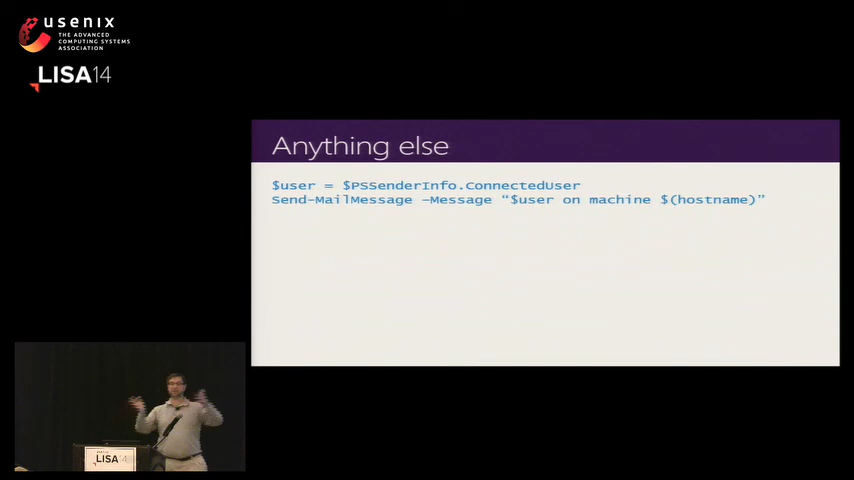 usenix
THE ADVANCED
COMPUTING SYSTEMS
ASSOCIATION
LISA14
Anything else
$user = $PSSenderInfo.ConnectedUser
Send-MailMessage –Message “$user on machine $(hostname)”
LISA14